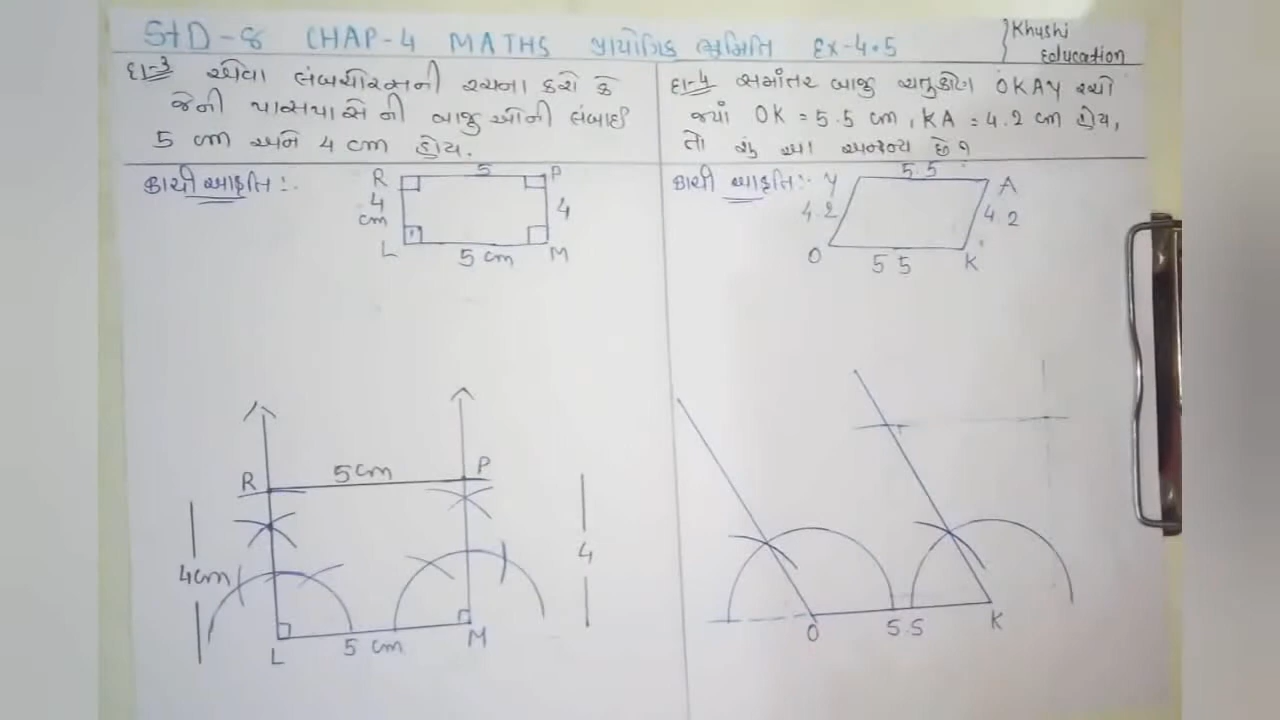 STD-8 CHAP-4 MATHS પ્રાયોગિક ભૂમિતિ EX-4.5
Khushi
Education
દા-3 એવા લંબચોરસની રચના કરો કે
જેની પાસપાસે ની બાજુ ઓની લંબાઈ
5 cm અને 4 cm હોય.
કાચી આકૃતિ :-
R 5 P
4
cm
4
L 5 cm M
R 5cm P
4cm
4
L 5 cm M
દા-4 સમાંતર બાજુ ચતુષ્કોણ OKAY રચો
જ્યાં OK = 5.5 cm, KA = 4.2 cm હોય,
તો શું આ અનન્ય છે ?
કાચી આકૃતિ :-
Y 5.5 A
4.2 4.2
O 5 5 K
O 5.5 K